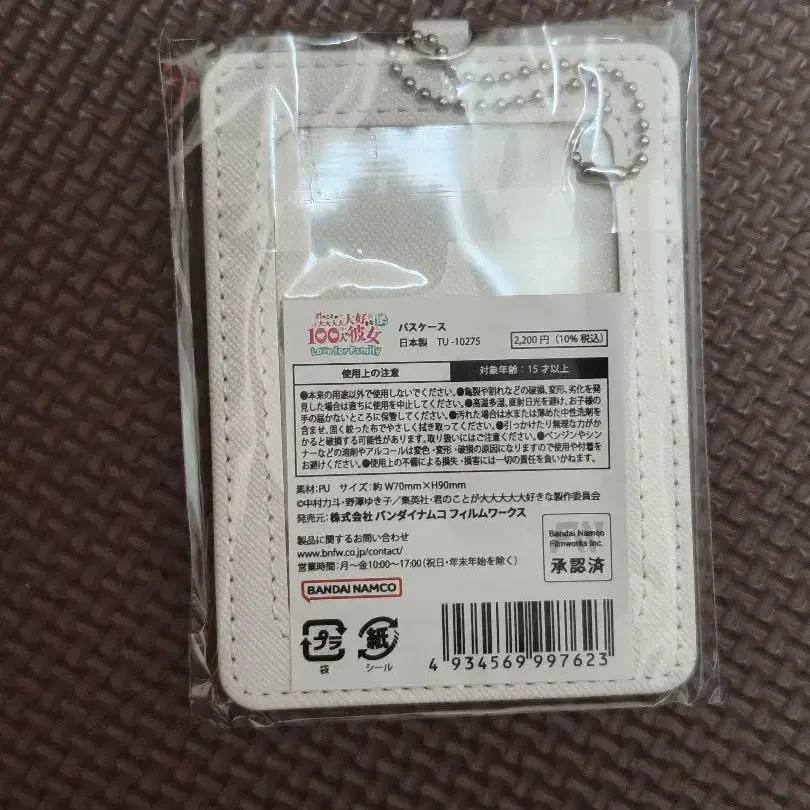 君のことが
大大大大大好きな
100人の彼女
Love for Family
パスケース
日本製 TU-10275
2,200円(10%税込)
使用上の注意
対象年齢:15才以上
●本来の用途以外で使用しないでください。●亀裂や割れなどの破損、変形、劣化を発
見した場合は直ちに使用を中止してください。●高温多湿、直射日光を避け、お子様の
手の届かないところに保管してください。●汚れた場合は水または薄めた中性洗剤を
含ませ、固く絞った布でやさしく拭き取ってください。●引っかけたり無理な力がか
かると破損する可能性があります。取り扱いにはご注意ください。●ベンジンやシン
ナーなどの溶剤やアルコールは変色・変形・破損の原因になりますので使用や付着を
お避けください。●使用上の不備による損失・損害には一切の責任を負いかねます。
素材:PU サイズ:約 W70mm×H90mm
©中村力斗・野澤ゆき子/集英社・君のことが大大大大大好きな製作委員会
発売元:株式会社 バンダイナムコ フィルムワークス
製品に関するお問い合わせ
www.bnfw.co.jp/contact/
営業時間:月〜金10:00〜17:00(祝日・年末年始を除く)
Bandai Namco
Filmworks Inc.
承認済
BANDAI NAMCO
プラ
袋
紙
シール
4 934569 997623